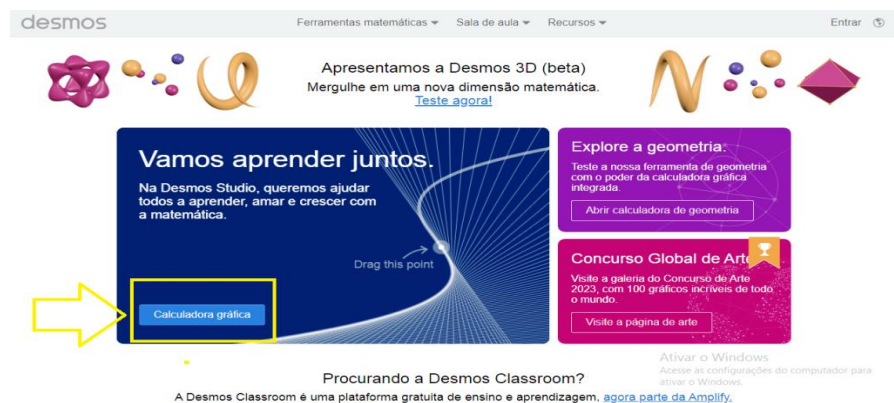 desmos
Ferramentas matemáticas Sala de aula Recursos Entrar
Apresentamos a Desmos 3D (beta)
Mergulhe em uma nova dimensão matemática.
Teste agora!
Vamos aprender juntos.
Na Desmos Studio, queremos ajudar
todos a aprender, amar e crescer com
a matemática.
Drag this point
Calculadora gráfica
Explore a geometria.
Teste a nossa ferramenta de geometria
com o poder da calculadora gráfica
integrada.
Abrir calculadora de geometria
Concurso Global de Arte
Visite a galeria do Concurso de Arte
2023, com 100 gráficos incríveis de todo
o mundo.
Visite a página de arte
Ativar o Windows
Acesse as configurações do computador para
ativar o Windows.
Procurando a Desmos Classroom?
A Desmos Classroom é uma plataforma gratuita de ensino e aprendizagem, agora parte da Amplify.